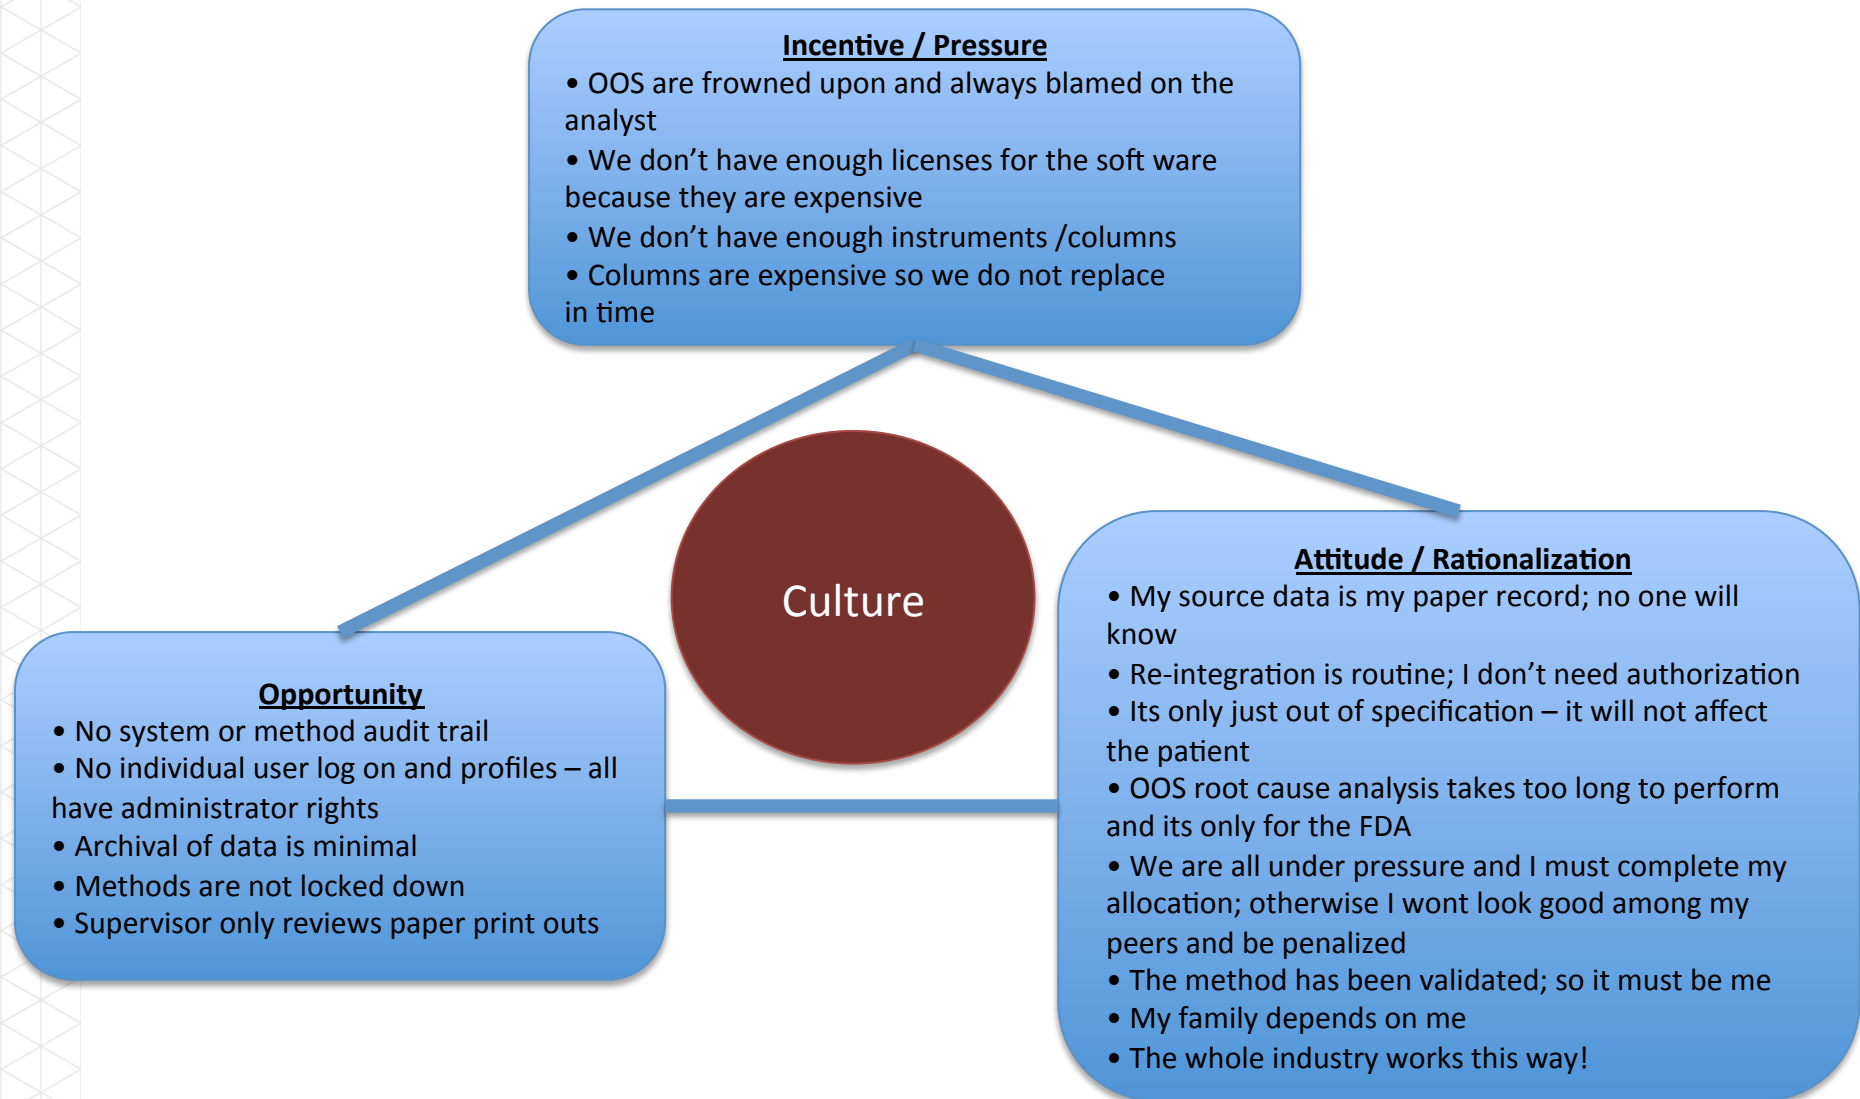 Incentive / Pressure
• OOS are frowned upon and always blamed on the
analyst
• We don’t have enough licenses for the soft ware
because they are expensive
• We don’t have enough instruments /columns
• Columns are expensive so we do not replace
in time
Culture
Opportunity
• No system or method audit trail
• No individual user log on and profiles – all
have administrator rights
• Archival of data is minimal
• Methods are not locked down
• Supervisor only reviews paper print outs
Attitude / Rationalization
• My source data is my paper record; no one will
know
• Re-integration is routine; I don’t need authorization
• Its only just out of specification – it will not affect
the patient
• OOS root cause analysis takes too long to perform
and its only for the FDA
• We are all under pressure and I must complete my
allocation; otherwise I wont look good among my
peers and be penalized
• The method has been validated; so it must be me
• My family depends on me
• The whole industry works this way!